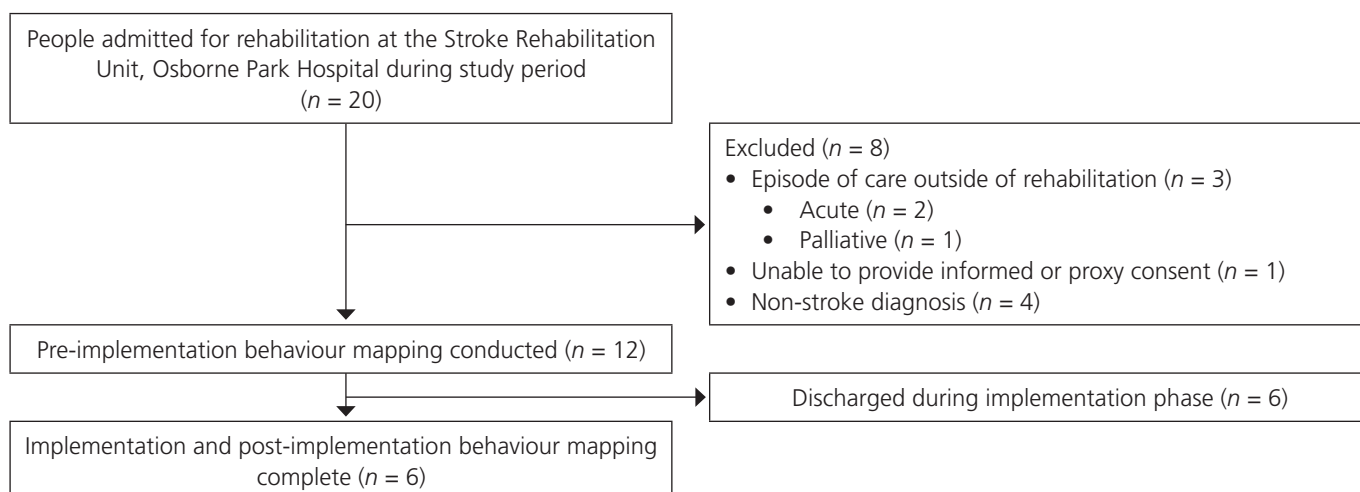 People admitted for rehabilitation at the Stroke Rehabilitation
Unit, Osborne Park Hospital during study period
(n = 20)
Excluded (n = 8)
• Episode of care outside of rehabilitation (n = 3)
• Acute (n = 2)
• Palliative (n = 1)
• Unable to provide informed or proxy consent (n = 1)
• Non-stroke diagnosis (n = 4)
Pre-implementation behaviour mapping conducted (n = 12)
Discharged during implementation phase (n = 6)
Implementation and post-implementation behaviour mapping
complete (n = 6)